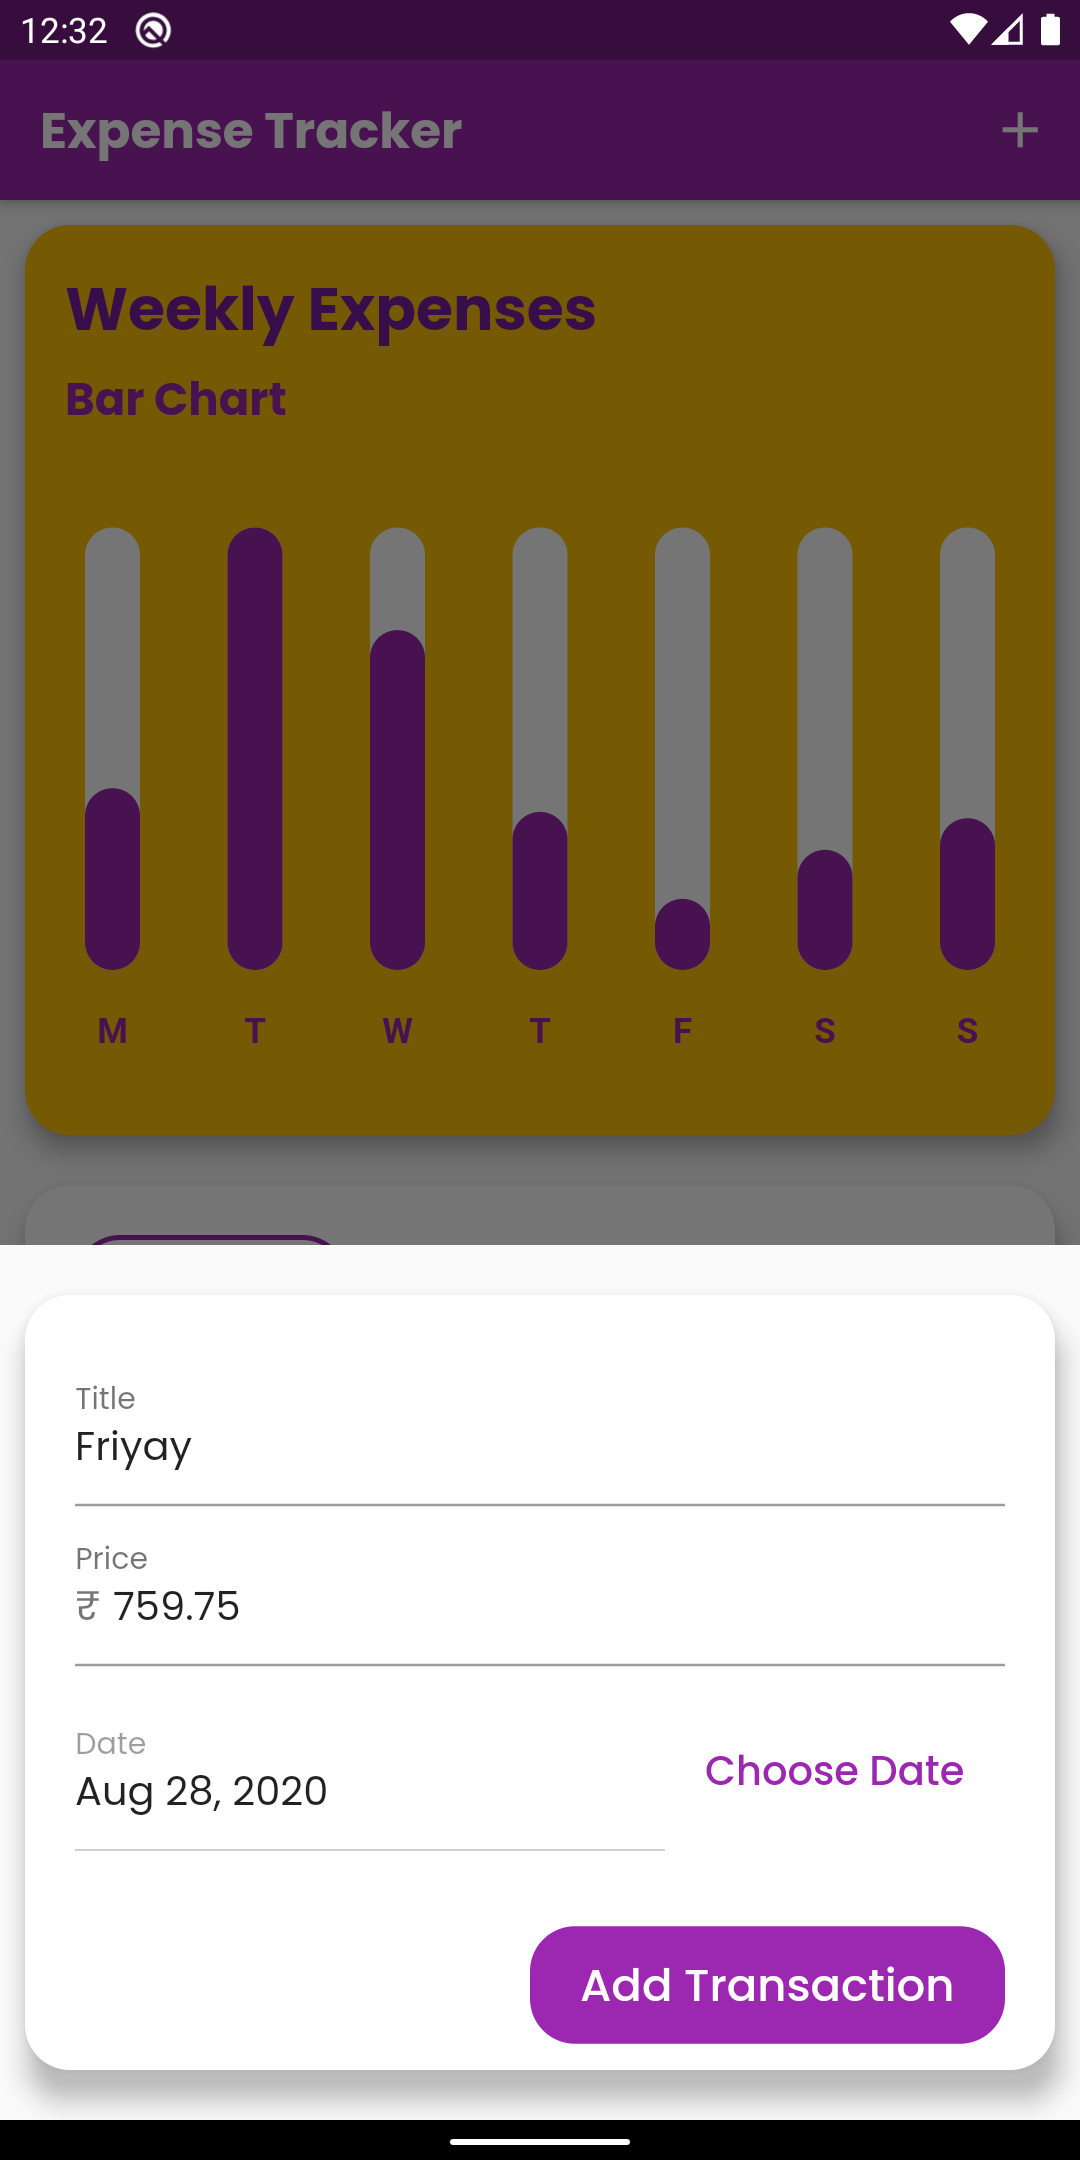 12:32
Expense Tracker
Weekly Expenses
Bar Chart
M T W T F S S
Title
Friyay
Price
₹ 759.75
Date
Aug 28, 2020
Choose Date
Add Transaction